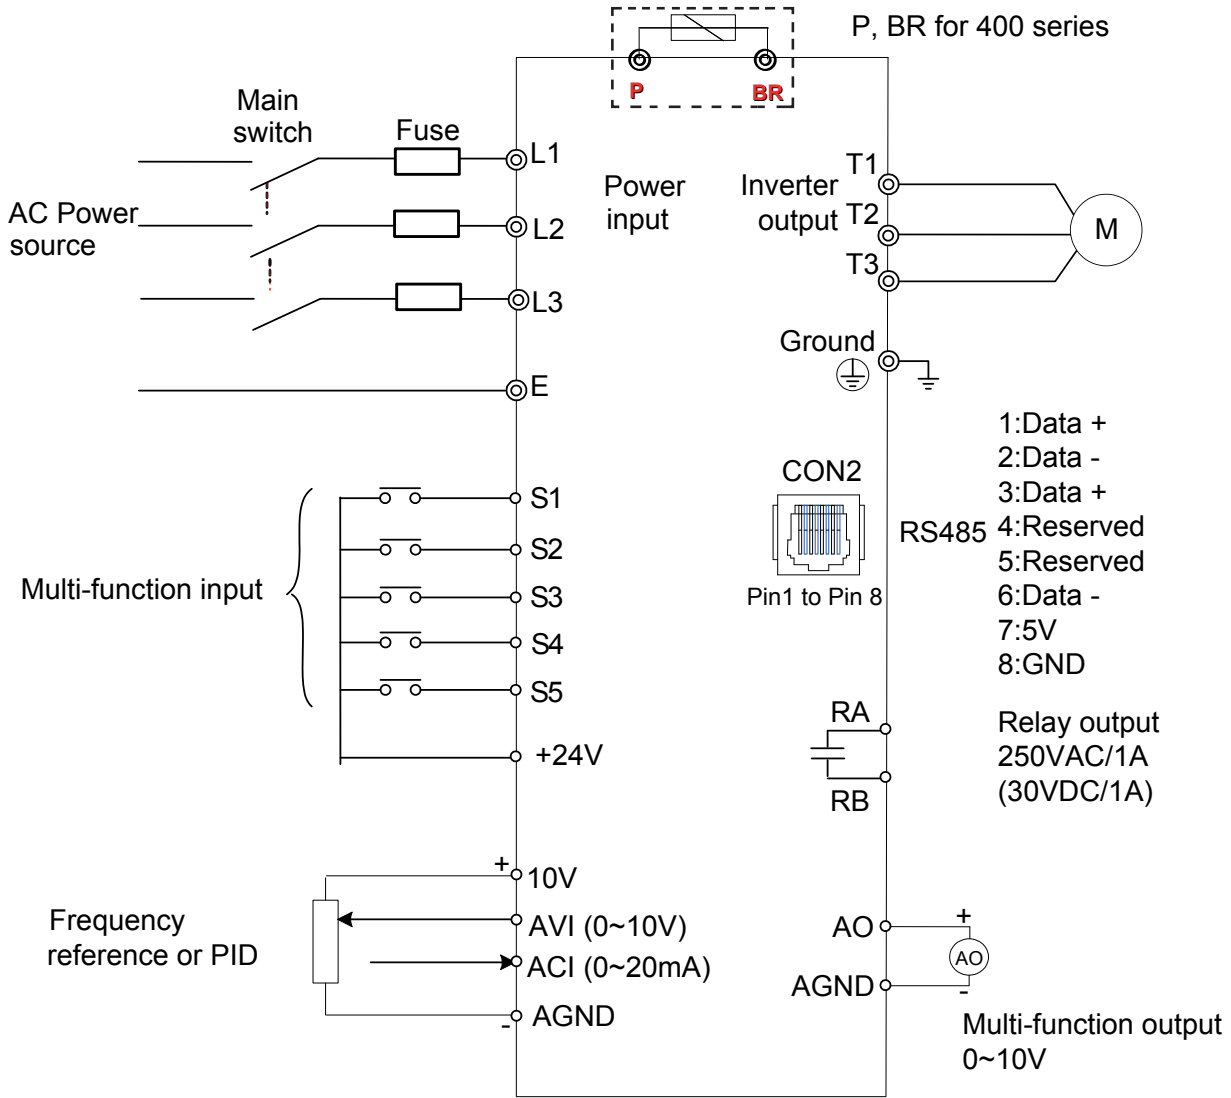 P, BR for 400 series
P
BR
Main
switch
Fuse
L1
AC Power
source
L2
L3
E
Power
input
Inverter
output
T1
T2
T3
M
Ground
S1
S2
S3
S4
S5
Multi-function input
+24V
CON2
Pin1 to Pin 8
RS485
1:Data +
2:Data -
3:Data +
4:Reserved
5:Reserved
6:Data -
7:5V
8:GND
RA
RB
Relay output
250VAC/1A
(30VDC/1A)
+
10V
Frequency
reference or PID
AVI (0~10V)
ACI (0~20mA)
-
AGND
AO
AGND
+
AO
-
Multi-function output
0~10V